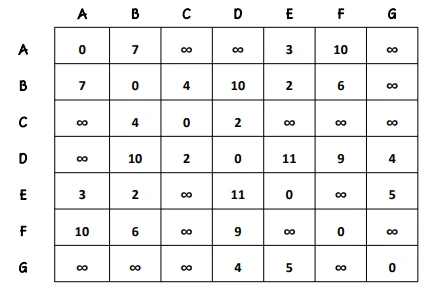 A B C D E F G
A 0 7 ∞ ∞ 3 10 ∞
B 7 0 4 10 2 6 ∞
C ∞ 4 0 2 ∞ ∞ ∞
D ∞ 10 2 0 11 9 4
E 3 2 ∞ 11 0 ∞ 5
F 10 6 ∞ 9 ∞ 0 ∞
G ∞ ∞ ∞ 4 5 ∞ 0